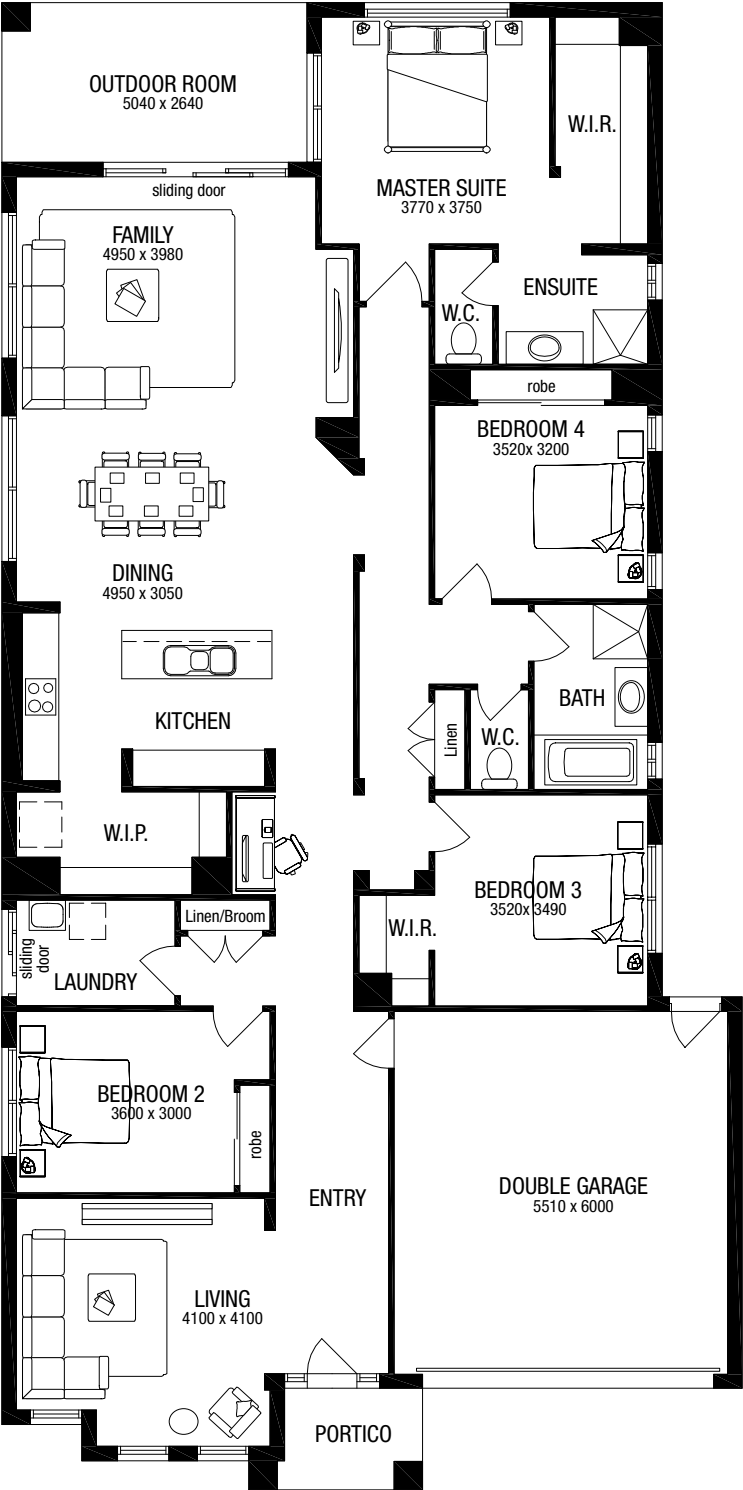 OUTDOOR ROOM
5040 x 2640
W.I.R.
MASTER SUITE
3770 x 3750
sliding door
FAMILY
4950 x 3980
ENSUITE
W.C.
robe
BEDROOM 4
3520x 3200
DINING
4950 x 3050
KITCHEN
BATH
Linen
W.C.
W.I.P.
BEDROOM 3
3520x 3490
Linen/Broom
W.I.R.
sliding
door
LAUNDRY
BEDROOM 2
3600 x 3000
robe
ENTRY
DOUBLE GARAGE
5510 x 6000
LIVING
4100 x 4100
PORTICO